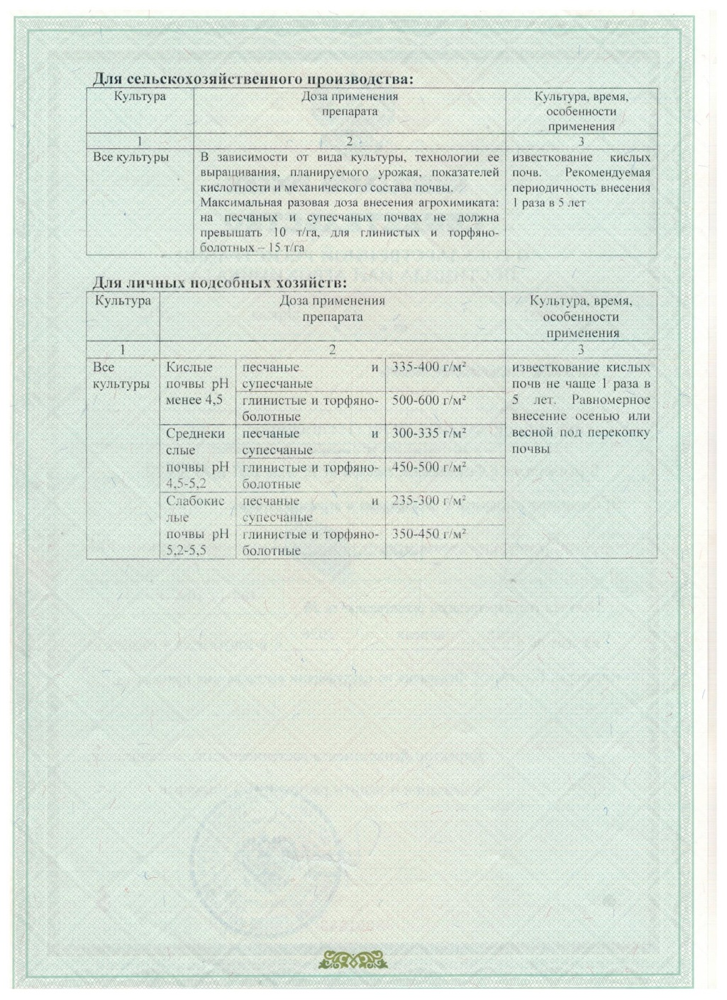 Для сельскохозяйственного производства:
Культура
Доза применения
препарата
Культура, время,
особенности
применения
1
2
3
Все культуры
В зависимости от вида культуры, технологии ее
выращивания, планируемого урожая, показателей
кислотности и механического состава почвы.
Максимальная разовая доза внесения агрохимиката:
на песчаных и супесчаных почвах не должна
превышать 10 т/га, для глинистых и торфяно-
болотных – 15 т/га
известкование кислых
почв. Рекомендуемая
периодичность внесения
1 раза в 5 лет
Для личных подсобных хозяйств:
Культура
Доза применения
препарата
Культура, время,
особенности
применения
1
2
3
Все
культуры
Кислые
почвы pH
менее 4,5
песчаные и
супесчаные
335-400 г/м²
глинистые и торфяно-
болотные
500-600 г/м²
Среднеки
слые
почвы pH
4,5-5,2
песчаные и
супесчаные
300-335 г/м²
глинистые и торфяно-
болотные
450-500 г/м²
Слабокис
лые
почвы pH
5,2-5,5
песчаные и
супесчаные
235-300 г/м²
глинистые и торфяно-
болотные
350-450 г/м²
известкование кислых
почв не чаще 1 раза в
5 лет. Равномерное
внесение осенью или
весной под перекопку
почвы